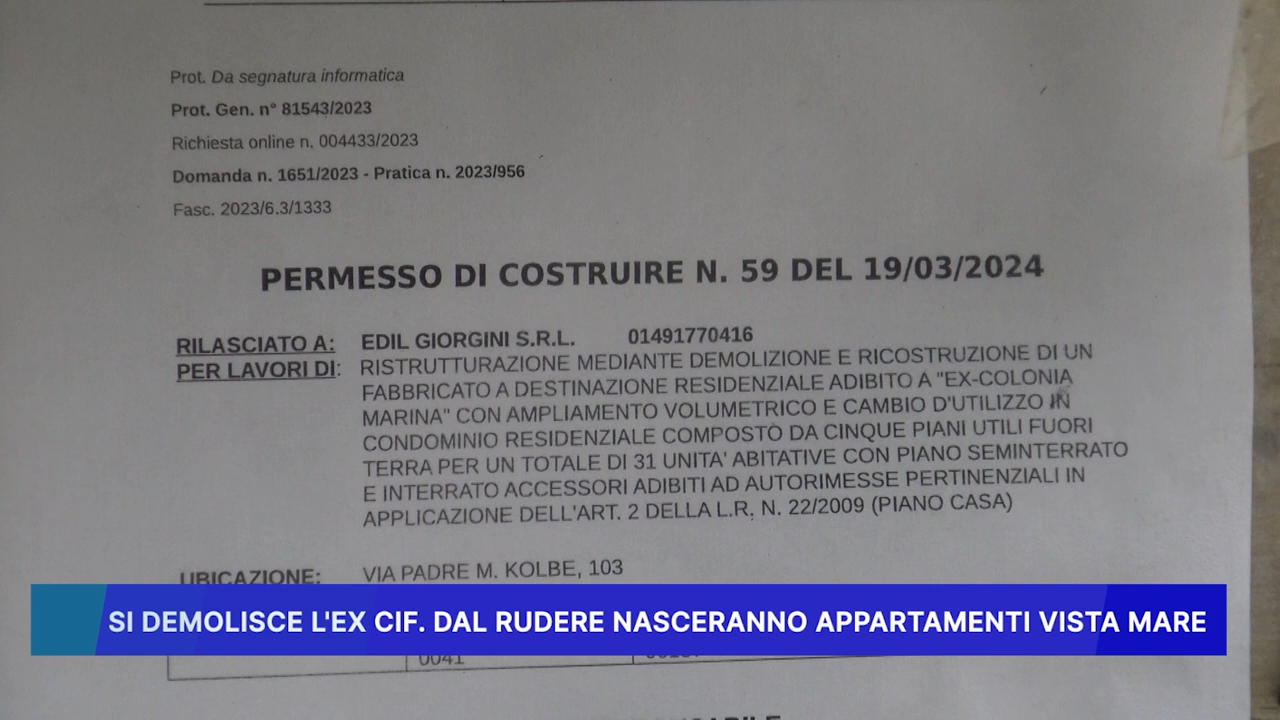 Prot. Da segnatura informatica
Prot. Gen. n° 81543/2023
Richiesta online n. 004433/2023
Domanda n. 1651/2023 - Pratica n. 2023/956
Fasc. 2023/6.3/1333
PERMESSO DI COSTRUIRE N. 59 DEL 19/03/2024
RILASCIATO A: EDIL GIORGINI S.R.L. 01491770416
PER LAVORI DI: RISTRUTTURAZIONE MEDIANTE DEMOLIZIONE E RICOSTRUZIONE DI UN
FABBRICATO A DESTINAZIONE RESIDENZIALE ADIBITO A "EX-COLONIA
MARINA" CON AMPLIAMENTO VOLUMETRICO E CAMBIO D'UTILIZZO IN
CONDOMINIO RESIDENZIALE COMPOSTO DA CINQUE PIANI UTILI FUORI
TERRA PER UN TOTALE DI 31 UNITA' ABITATIVE CON PIANO SEMINTERRATO
E INTERRATO ACCESSORI ADIBITI AD AUTORIMESSE PERTINENZIALI IN
APPLICAZIONE DELL'ART. 2 DELLA L.R. N. 22/2009 (PIANO CASA)
UBICAZIONE: VIA PADRE M. KOLBE, 103
SI DEMOLISCE L'EX CIF. DAL RUDERE NASCERANNO APPARTAMENTI VISTA MARE
0041